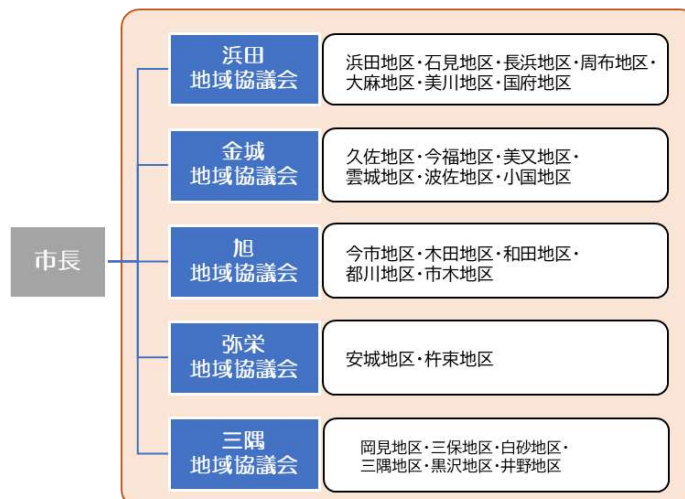 市長
浜田
地域協議会
浜田地区・石見地区・長浜地区・周布地区・
大麻地区・美川地区・国府地区
金城
地域協議会
久佐地区・今福地区・美又地区・
雲城地区・波佐地区・小国地区
旭
地域協議会
今市地区・木田地区・和田地区・
都川地区・市木地区
弥栄
地域協議会
安城地区・杵束地区
三隅
地域協議会
岡見地区・三保地区・白砂地区・
三隅地区・黒沢地区・井野地区